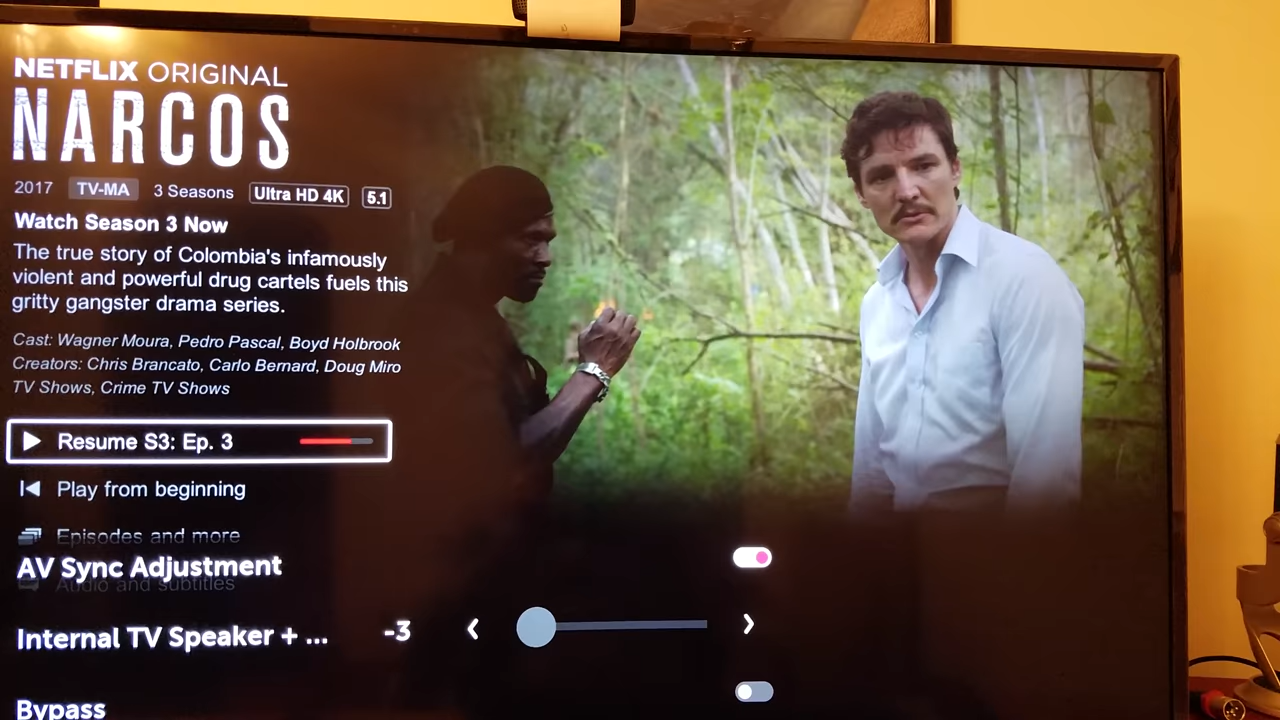 NETFLIX ORIGINAL
NARCOS
2017 TV-MA 3 Seasons Ultra HD 4K 5.1
Watch Season 3 Now
The true story of Colombia's infamously
violent and powerful drug cartels fuels this
gritty gangster drama series.
Cast: Wagner Moura, Pedro Pascal, Boyd Holbrook
Creators: Chris Brancato, Carlo Bernard, Doug Miro
TV Shows, Crime TV Shows
Resume S3: Ep. 3
Play from beginning
Episodes and more
AV Sync Adjustment
Audio and subtitles
Internal TV Speaker + ... -3
Bypass